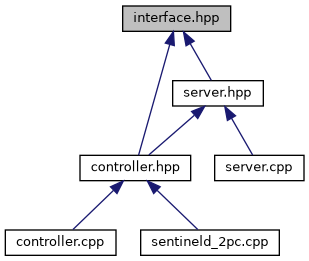 interface.hpp
server.hpp
controller.hpp
server.cpp
controller.cpp
sentineld_2pc.cpp